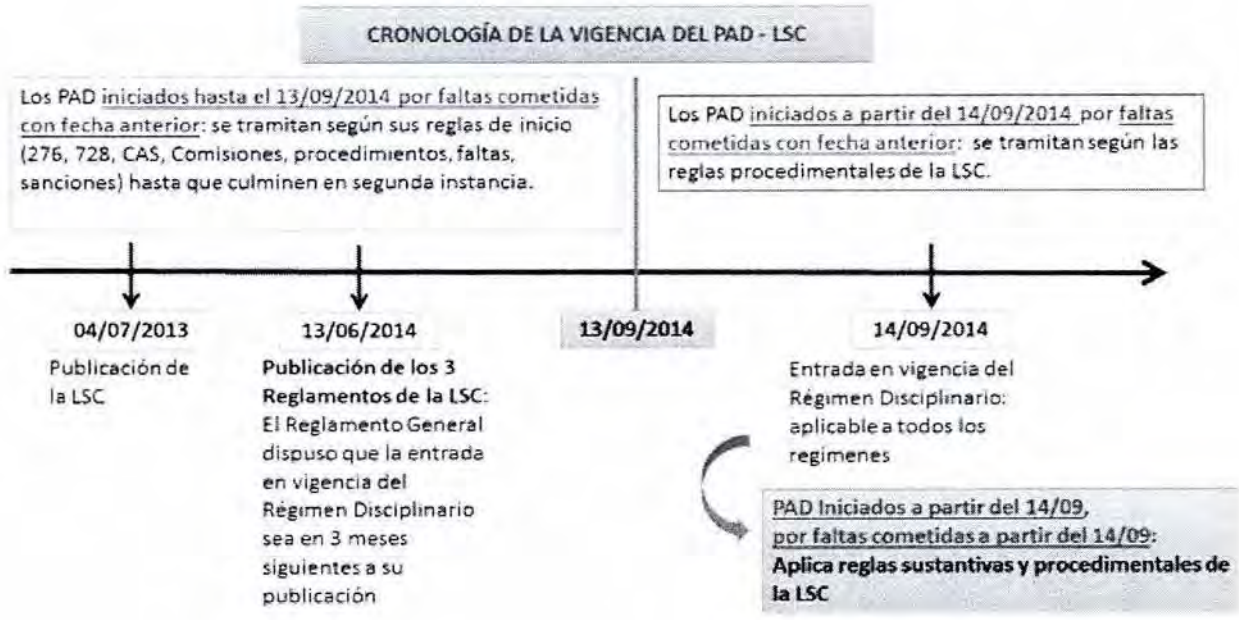 CRONOLOGÍA DE LA VIGENCIA DEL PAD - LSC
Los PAD iniciados hasta el 13/09/2014 por faltas cometidas
con fecha anterior: se tramitan según sus reglas de inicio
(276, 728, CAS, Comisiones, procedimientos, faltas,
sanciones) hasta que culminen en segunda instancia.
Los PAD iniciados a partir del 14/09/2014 por faltas
cometidas con fecha anterior: se tramitan según las
reglas procedimentales de la LSC.
04/07/2013
Publicación de
la LSC
13/06/2014
Publicación de los 3
Reglamentos de la LSC:
El Reglamento General
dispuso que la entrada
en vigencia del
Régimen Disciplinario
sea en 3 meses
siguientes a su
publicación
13/09/2014
14/09/2014
Entrada en vigencia del
Régimen Disciplinario:
aplicable a todos los
regimenes
PAD Iniciados a partir del 14/09,
por faltas cometidas a partir del 14/09:
Aplica reglas sustantivas y procedimentales de
la LSC